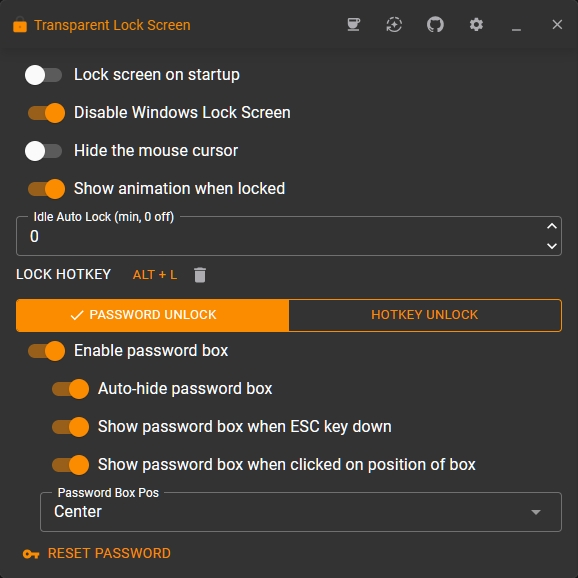 Transparent Lock Screen
Lock screen on startup
Disable Windows Lock Screen
Hide the mouse cursor
Show animation when locked
Idle Auto Lock (min, 0 off)
0
LOCK HOTKEY ALT + L
PASSWORD UNLOCK HOTKEY UNLOCK
Enable password box
Auto-hide password box
Show password box when ESC key down
Show password box when clicked on position of box
Password Box Pos
Center
RESET PASSWORD